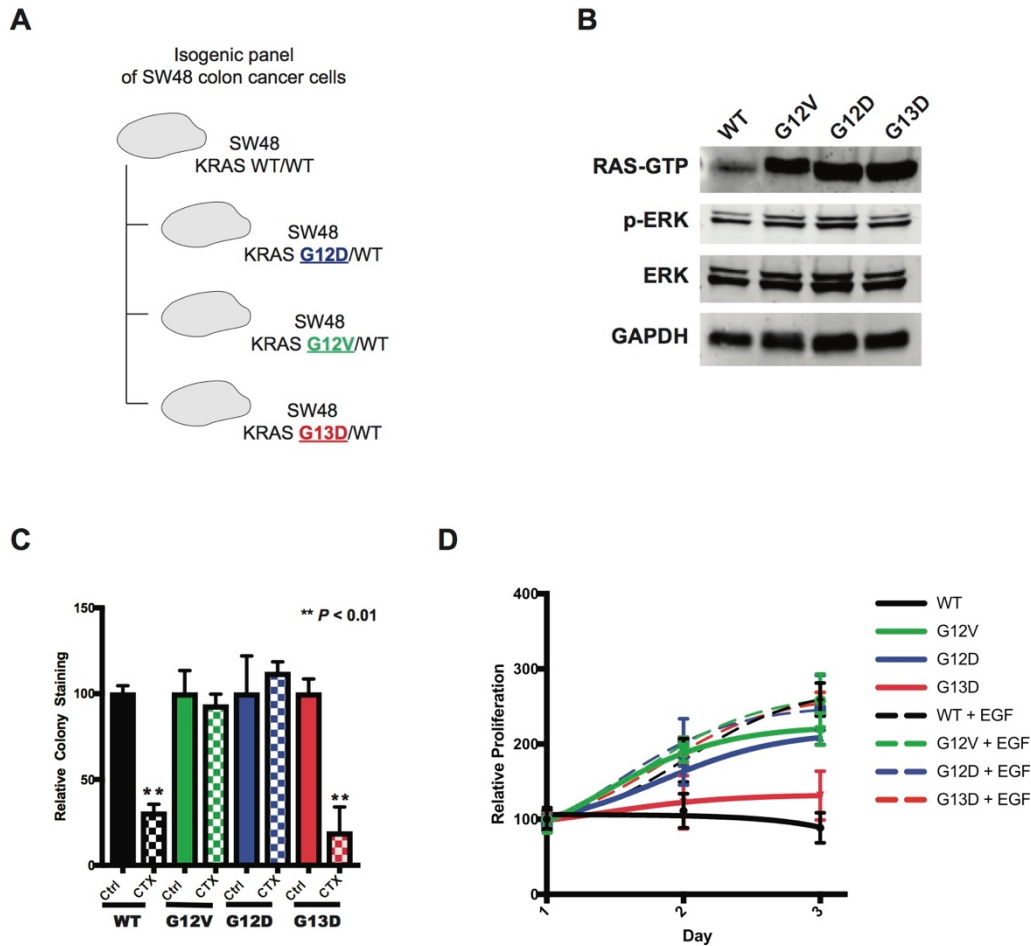 A
Isogenic panel
of SW48 colon cancer cells
SW48
KRAS WT/WT
SW48
KRAS G12D/WT
SW48
KRAS G12V/WT
SW48
KRAS G13D/WT
B
WT G12V G12D G13D
RAS-GTP
p-ERK
ERK
GAPDH
C
Relative Colony Staining
150
100
50
0
** P < 0.01
**
**
Ctrl CTX Ctrl CTX Ctrl CTX Ctrl CTX
WT G12V G12D G13D
D
Relative Proliferation
400
300
200
100
0
1 2 3
Day
WT
G12V
G12D
G13D
WT + EGF
G12V + EGF
G12D + EGF
G13D + EGF